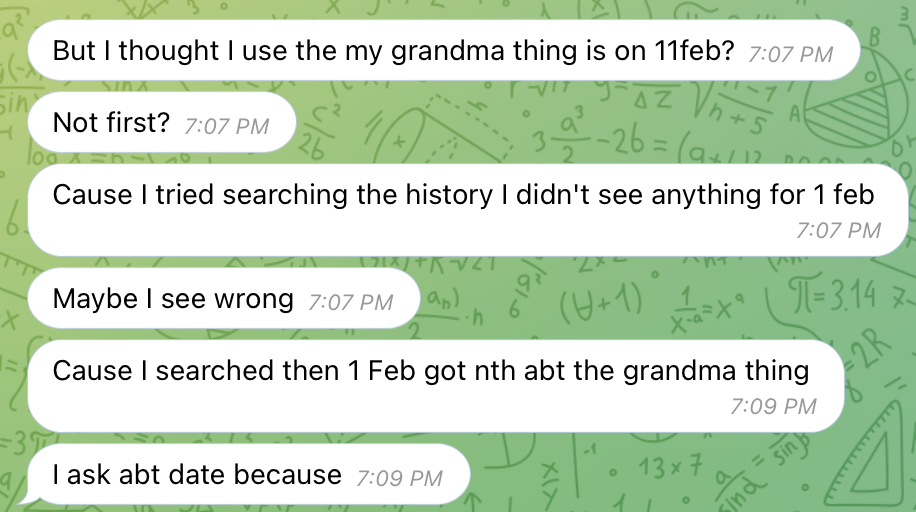 But I thought I use the my grandma thing is on 11feb? 7:07 PM
Not first? 7:07 PM
Cause I tried searching the history I didn't see anything for 1 feb
7:07 PM
Maybe I see wrong 7:07 PM
Cause I searched then 1 Feb got nth abt the grandma thing
7:09 PM
I ask abt date because 7:09 PM